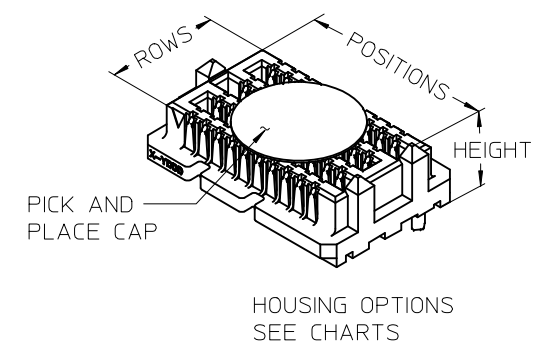 ROWS
POSITIONS
HEIGHT
PICK AND
PLACE CAP
HOUSING OPTIONS
SEE CHARTS